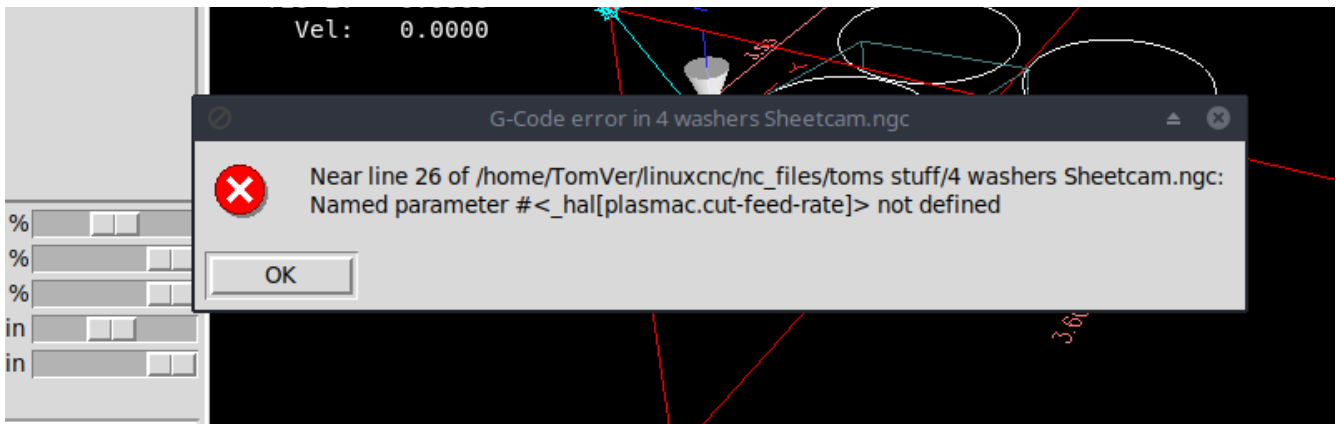 Vel: 0.0000
G-Code error in 4 washers Sheetcam.ngc
Near line 26 of /home/TomVer/linuxcnc/nc_files/toms stuff/4 washers Sheetcam.ngc:
Named parameter #<_hal[plasmac.cut-feed-rate]> not defined
OK
%
%
%
in
in
Y